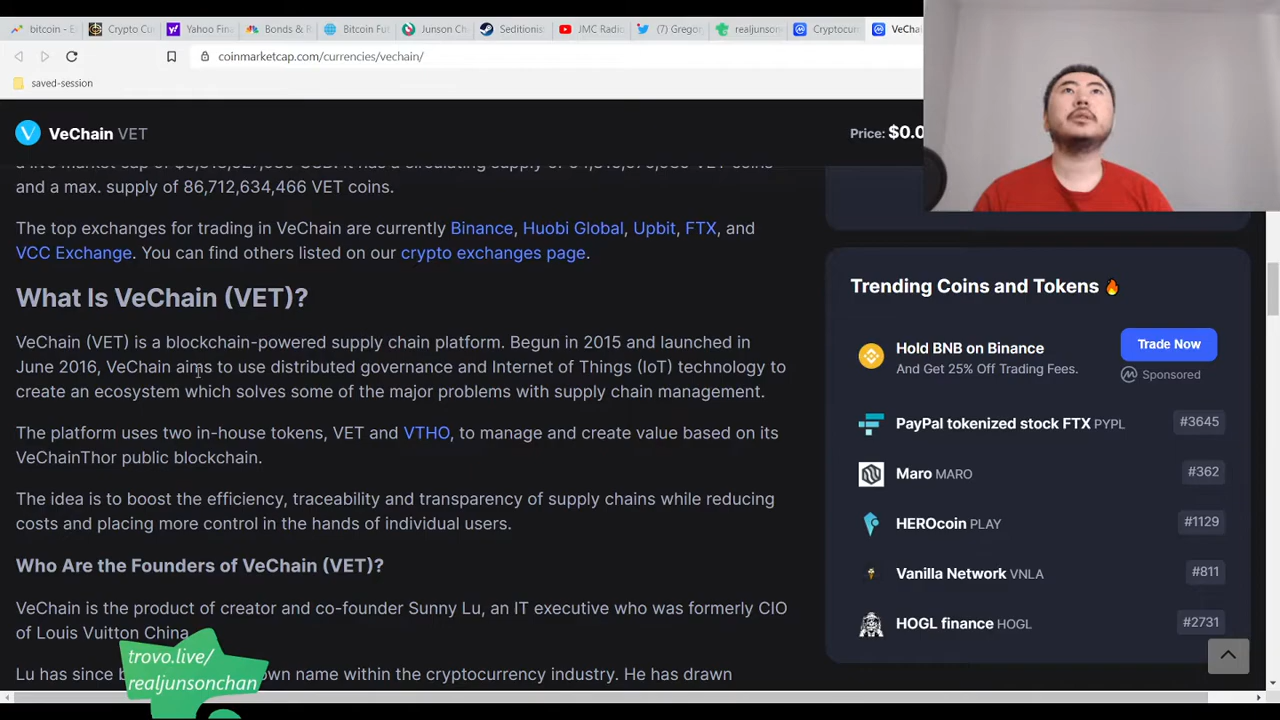 bitcoin - E
Crypto Cu
Yahoo Fin
Bonds & R
Bitcoin Fut
Junson Ch
Seditionis
JMC Radio
(7) Gregor
realjunson
Cryptocur
VeChai
coinmarketcap.com/currencies/vechain/
saved-session
VeChain VET
Price: $0.0
and a max. supply of 86,712,634,466 VET coins.
The top exchanges for trading in VeChain are currently Binance, Huobi Global, Upbit, FTX, and
VCC Exchange. You can find others listed on our crypto exchanges page.
What Is VeChain (VET)?
VeChain (VET) is a blockchain-powered supply chain platform. Begun in 2015 and launched in
June 2016, VeChain aims to use distributed governance and Internet of Things (IoT) technology to
create an ecosystem which solves some of the major problems with supply chain management.
The platform uses two in-house tokens, VET and VTHO, to manage and create value based on its
VeChainThor public blockchain.
The idea is to boost the efficiency, traceability and transparency of supply chains while reducing
costs and placing more control in the hands of individual users.
Who Are the Founders of VeChain (VET)?
VeChain is the product of creator and co-founder Sunny Lu, an IT executive who was formerly CIO
of Louis Vuitton China.
Lu has since b own name within the cryptocurrency industry. He has drawn
trovo.live/
realjunsonchan
Trending Coins and Tokens 🔥
Hold BNB on Binance
And Get 25% Off Trading Fees.
Trade Now
Sponsored
PayPal tokenized stock FTX PYPL #3645
Maro MARO #362
HEROcoin PLAY #1129
Vanilla Network VNLA #811
HOGL finance HOGL #2731